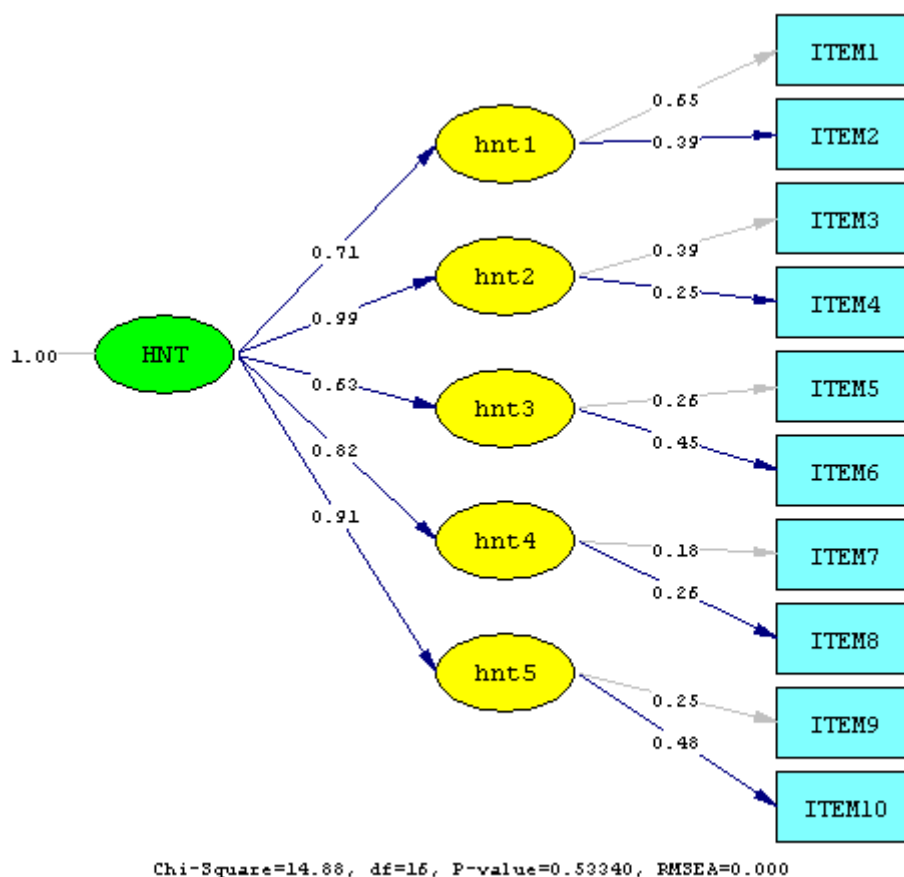 ITEM1
0.65
ITEM2
hnt1
0.39
ITEM3
0.71
0.39
hnt2
0.25
ITEM4
0.99
1.00
HNT
0.63
ITEM5
0.26
hnt3
0.45
0.82
ITEM6
0.91
hnt4
0.18
ITEM7
0.26
ITEM8
hnt5
0.25
ITEM9
0.48
ITEM10
Chi-Square=14.88, df=16, P-value=0.53340, RMSEA=0.000